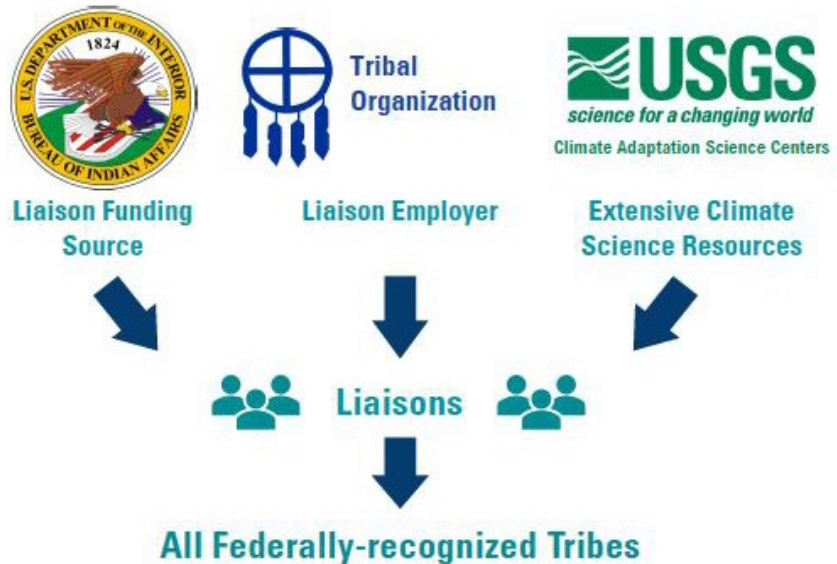 U.S. DEPARTMENT OF THE INTERIOR
1824
BUREAU OF INDIAN AFFAIRS
Tribal
Organization
USGS
science for a changing world
Climate Adaptation Science Centers
Liaison Funding
Source
Liaison Employer
Extensive Climate
Science Resources
Liaisons
All Federally-recognized Tribes